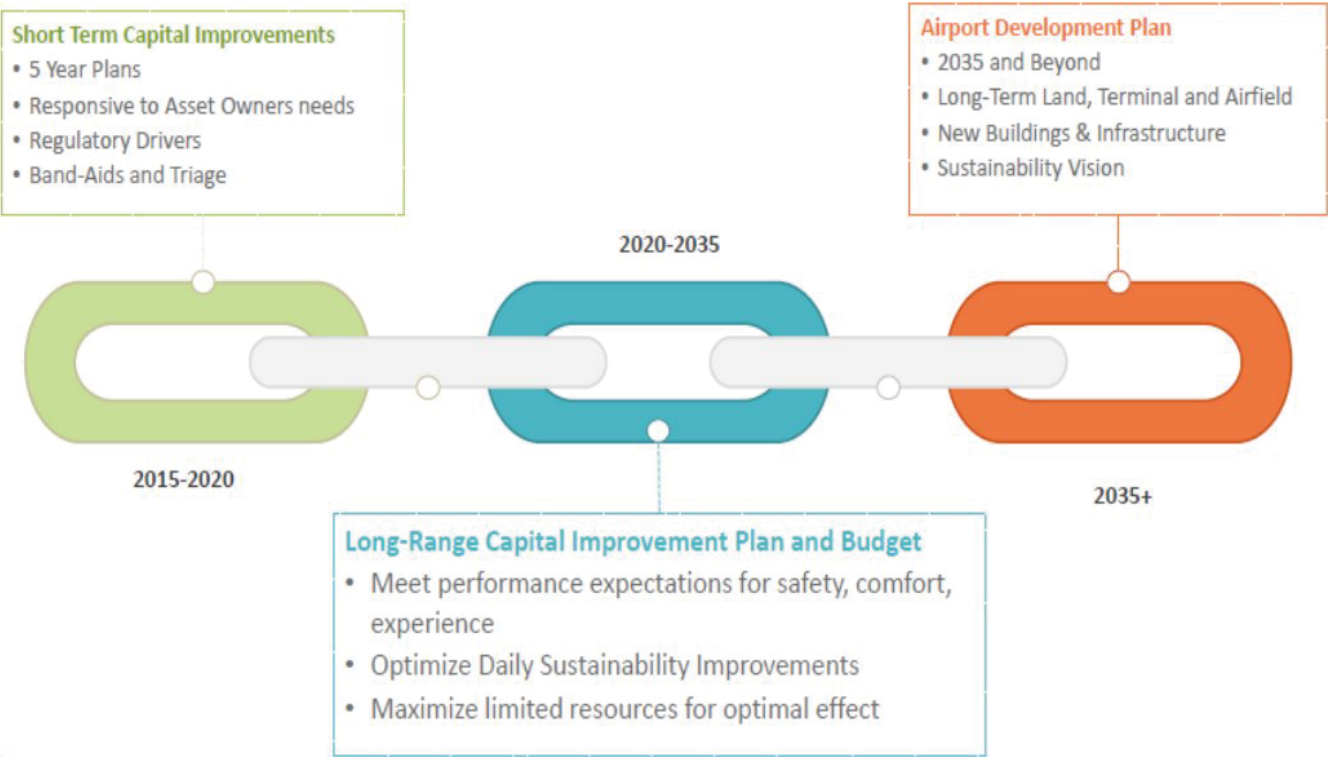 Short Term Capital Improvements
• 5 Year Plans
• Responsive to Asset Owners needs
• Regulatory Drivers
• Band-Aids and Triage
Airport Development Plan
• 2035 and Beyond
• Long-Term Land, Terminal and Airfield
• New Buildings & Infrastructure
• Sustainability Vision
2020-2035
2015-2020
2035+
Long-Range Capital Improvement Plan and Budget
• Meet performance expectations for safety, comfort,
experience
• Optimize Daily Sustainability Improvements
• Maximize limited resources for optimal effect